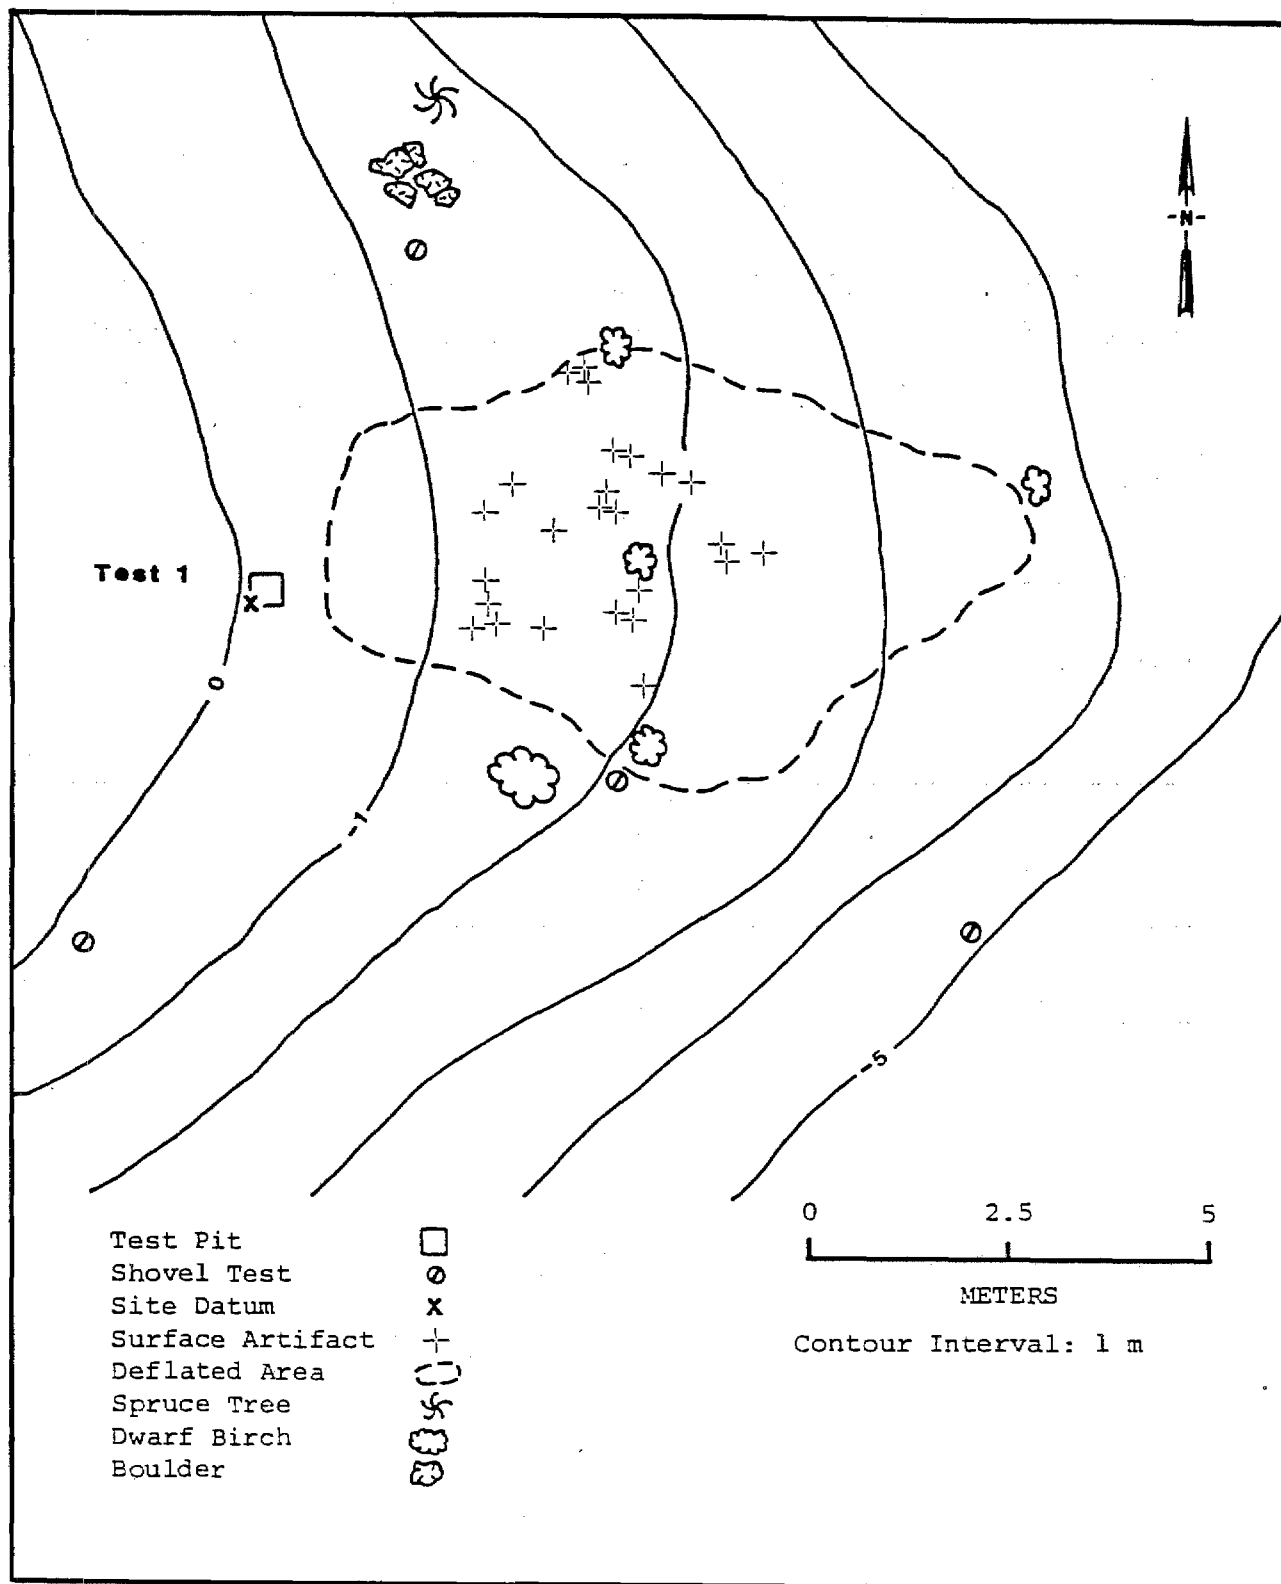 -N-
Test 1
x
0
-1
-5
0 2.5 5
METERS
Contour Interval: 1 m
Test Pit
Shovel Test
Site Datum x
Surface Artifact
Deflated Area
Spruce Tree
Dwarf Birch
Boulder